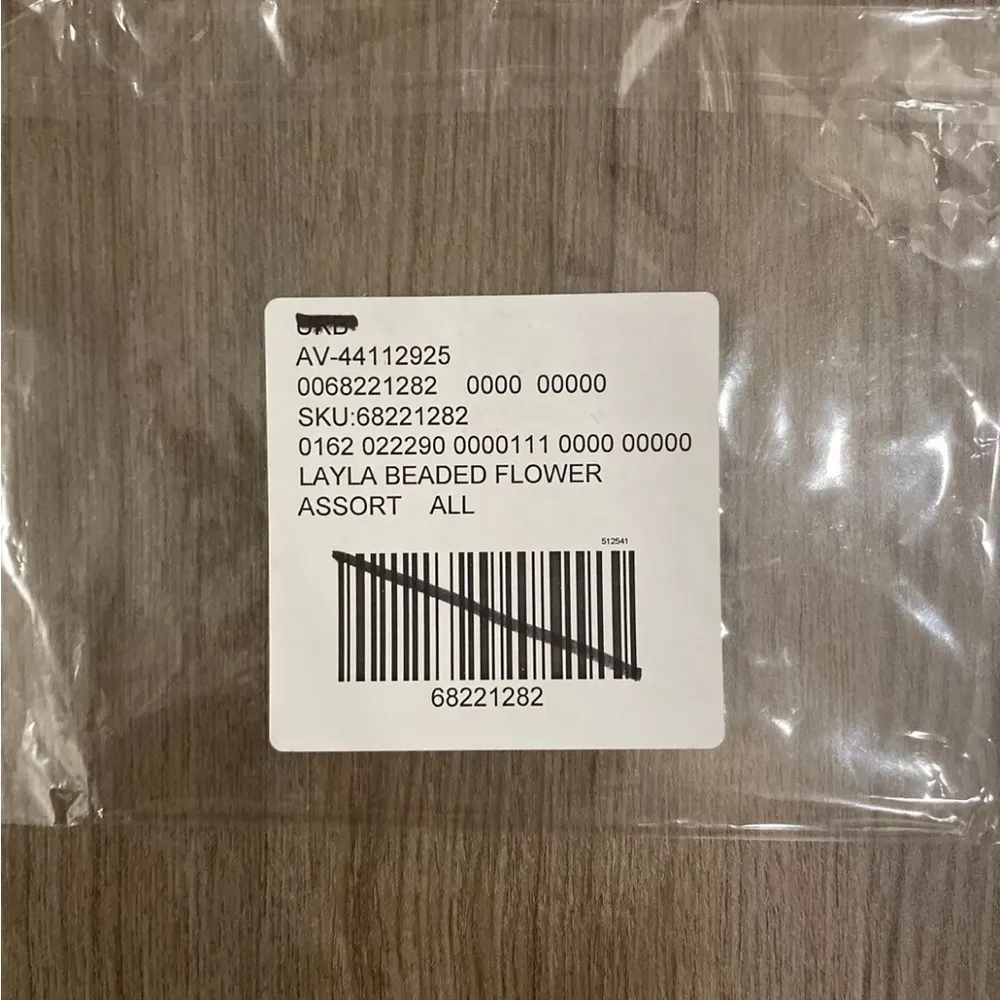 AV-44112925
0068221282 0000 00000
SKU:68221282
0162 022290 0000111 0000 00000
LAYLA BEADED FLOWER
ASSORT ALL
512541
68221282